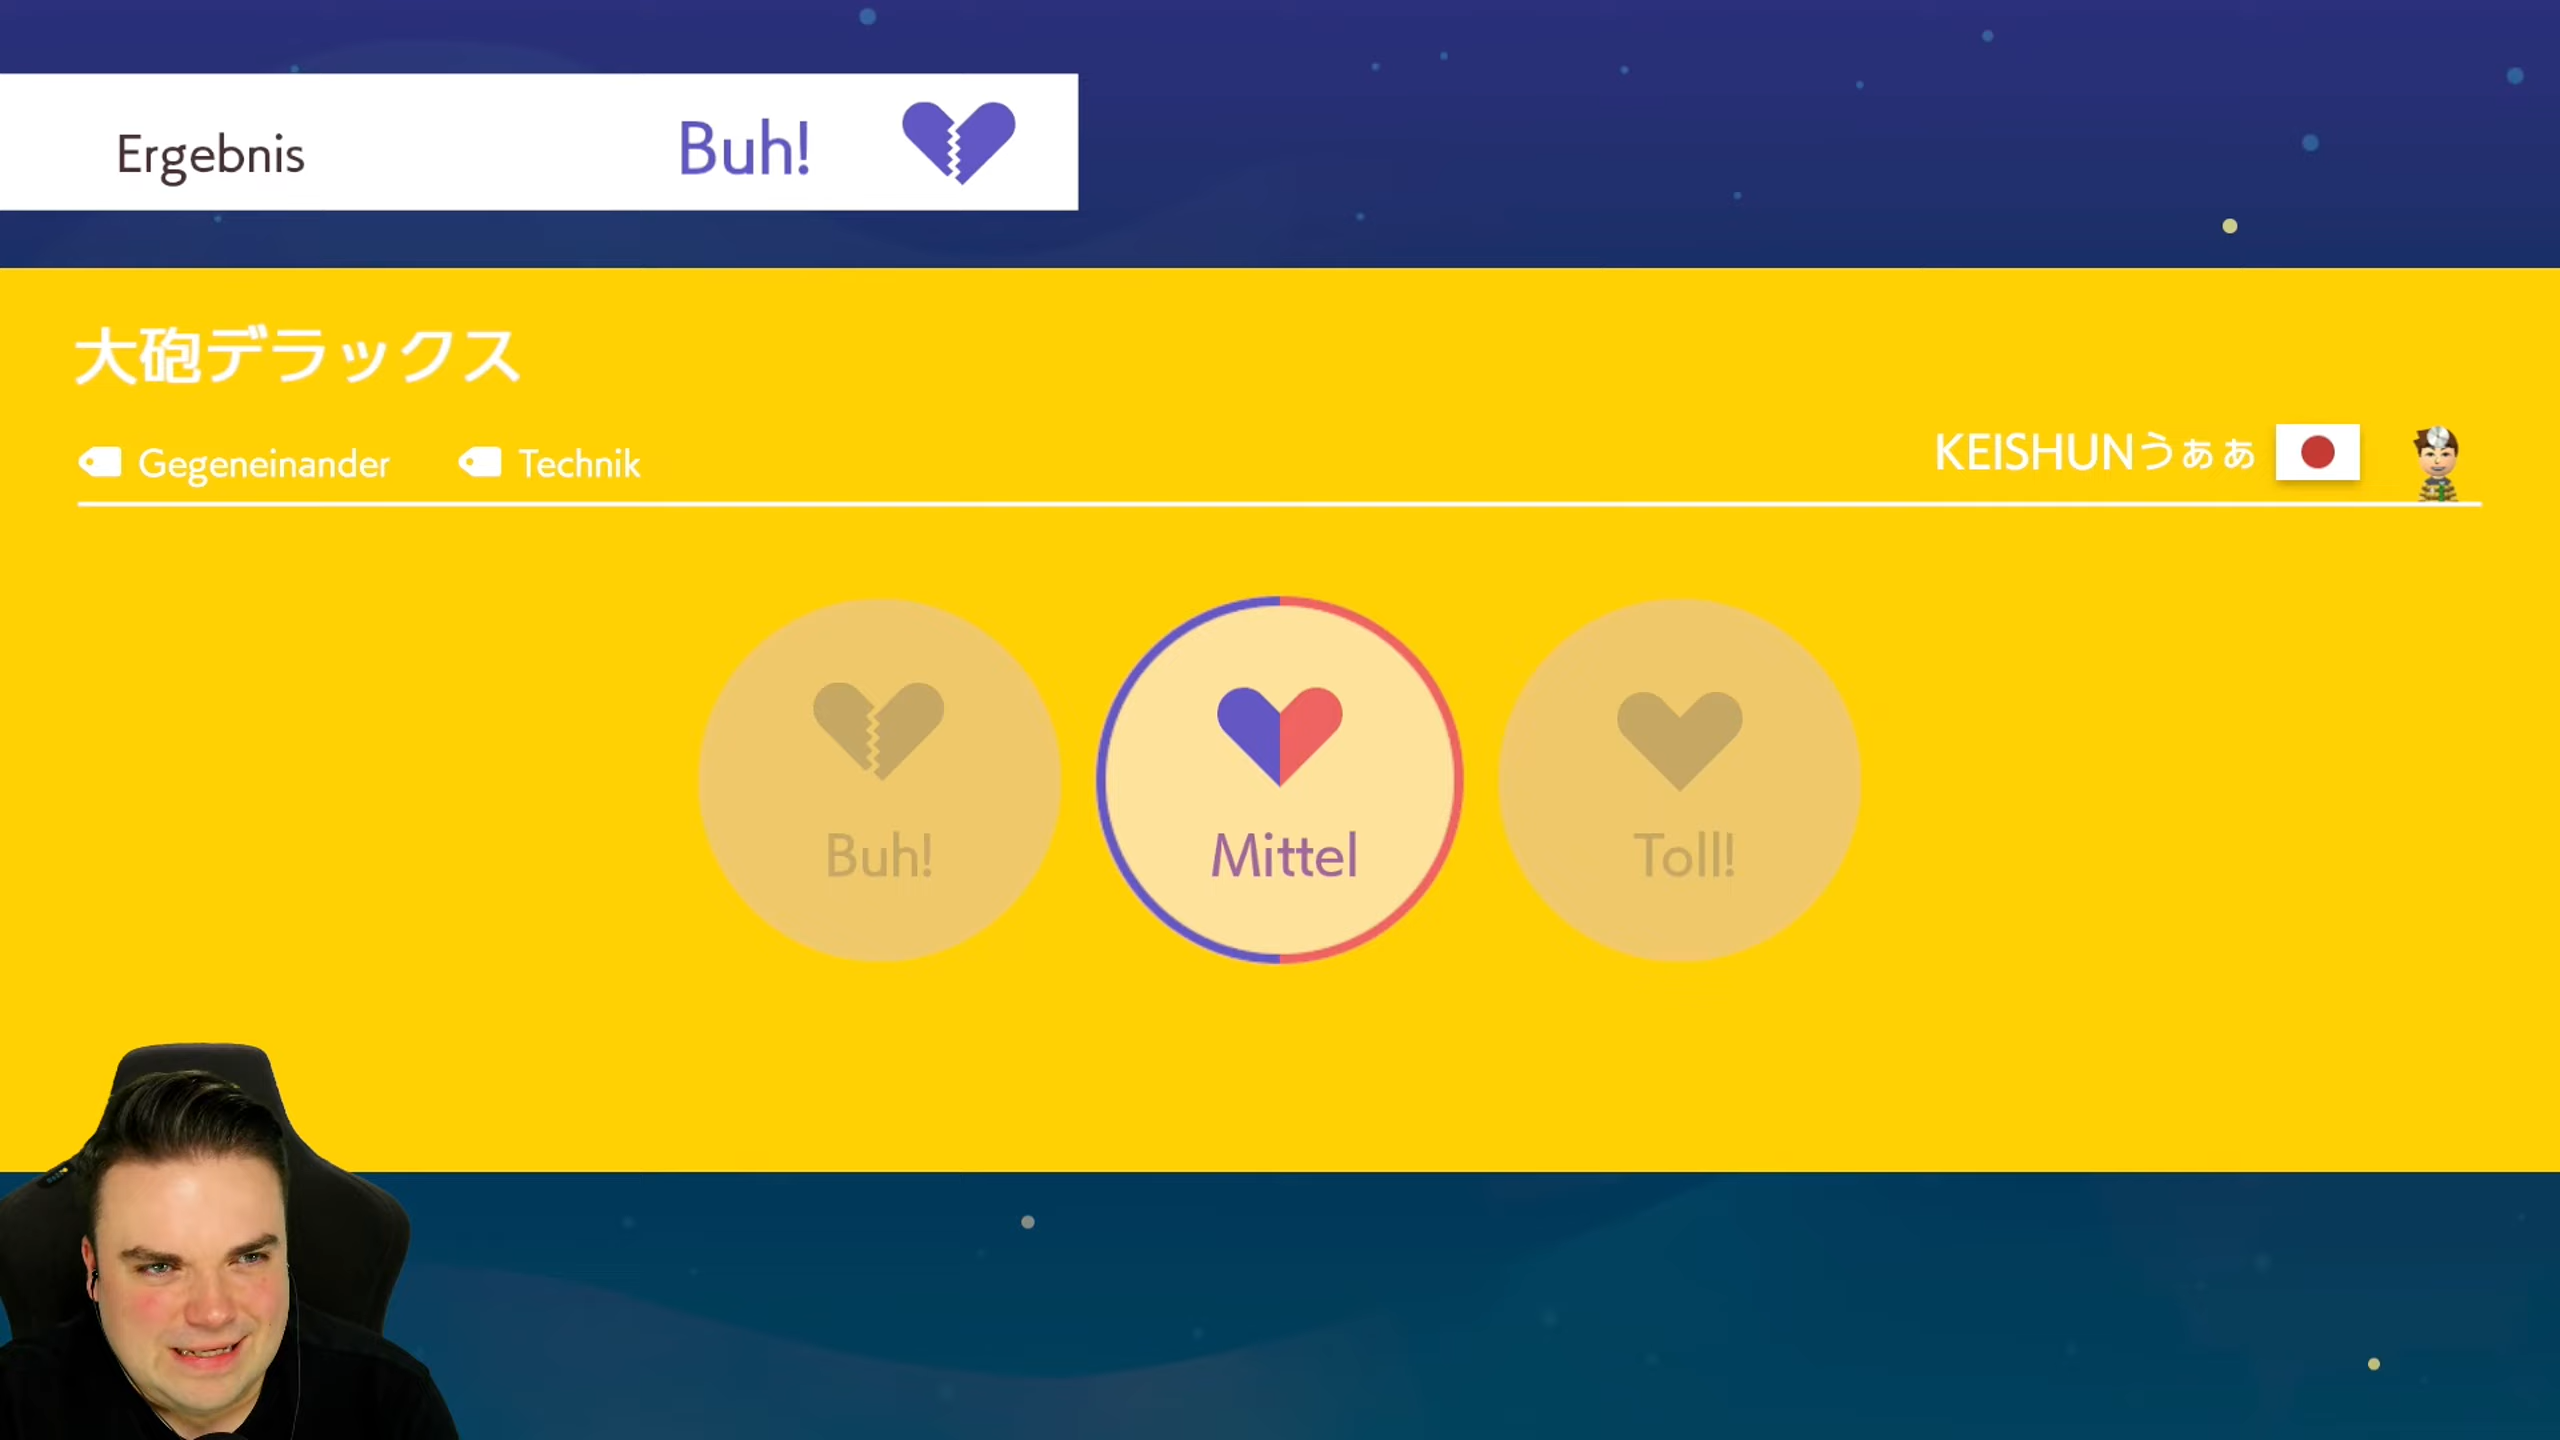 Ergebnis Buh!
大砲デラックス
Gegeneinander Technik
KEISHUNうぁぁ
Buh! Mittel Toll!